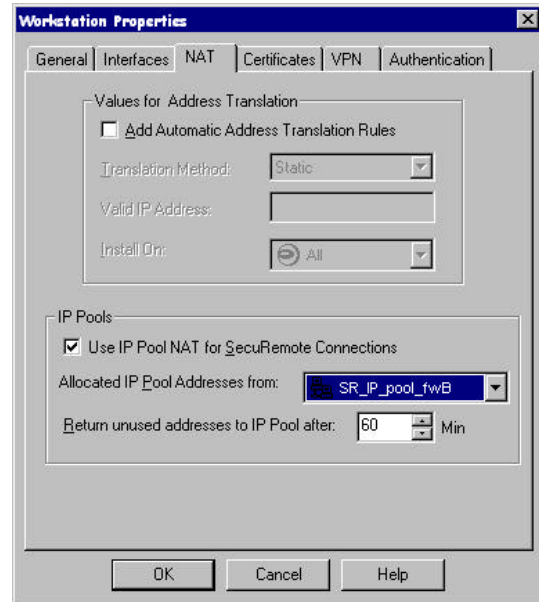 Workstation Properties
General Interfaces NAT Certificates VPN Authentication
Values for Address Translation
Add Automatic Address Translation Rules
Translation Method: Static
Valid IP Address:
Install On: All
IP Pools
Use IP Pool NAT for SecuRemote Connections
Allocated IP Pool Addresses from: SR_IP_pool_fwB
Return unused addresses to IP Pool after: 60 Min
OK Cancel Help